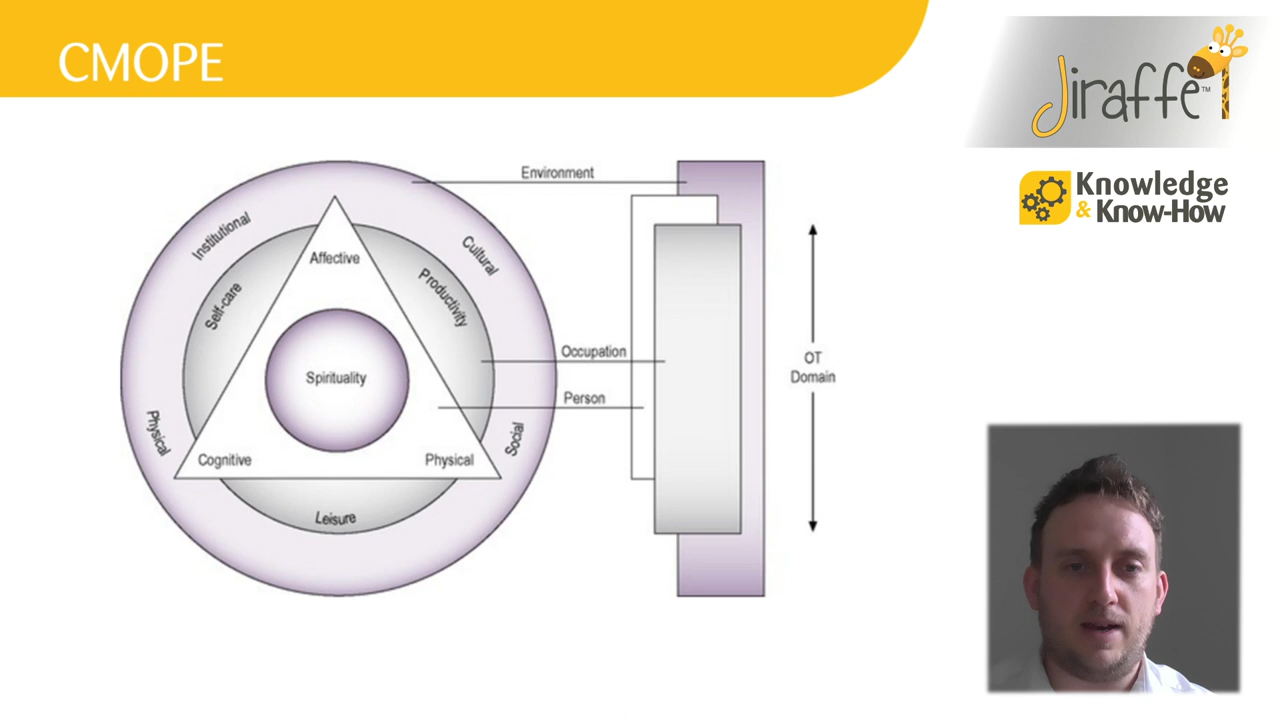 CMOPE
Jiraffe™
Knowledge
& Know-How
Environment
Institutional
Cultural
Affective
Self-care
Productivity
Spirituality
Occupation
OT
Domain
Person
Physical
Social
Cognitive
Physical
Leisure